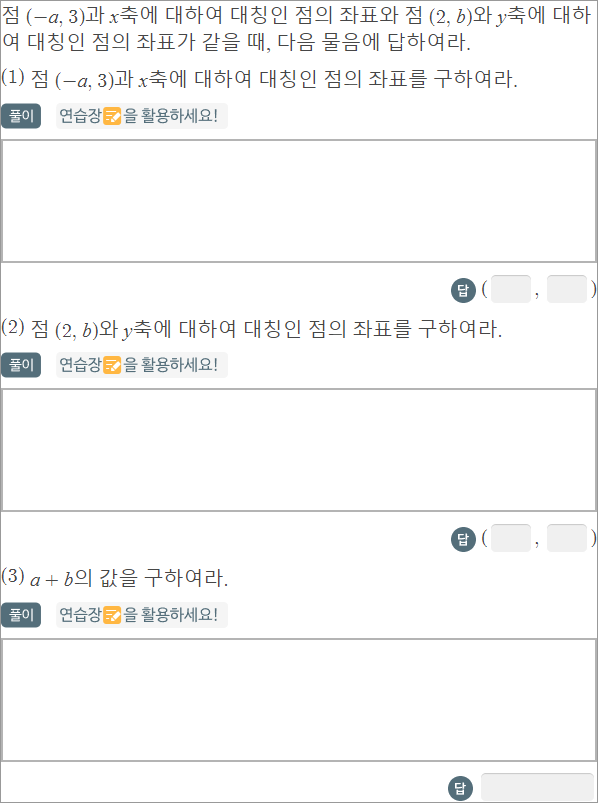 점 (−a, 3)과 x축에 대하여 대칭인 점의 좌표와 점 (2, b)와 y축에 대하
여 대칭인 점의 좌표가 같을 때, 다음 물음에 답하여라.
(1) 점 (−a, 3)과 x축에 대하여 대칭인 점의 좌표를 구하여라.
풀이 연습장을 활용하세요!
답 ( , )
(2) 점 (2, b)와 y축에 대하여 대칭인 점의 좌표를 구하여라.
풀이 연습장을 활용하세요!
답 ( , )
(3) a + b의 값을 구하여라.
풀이 연습장을 활용하세요!
답